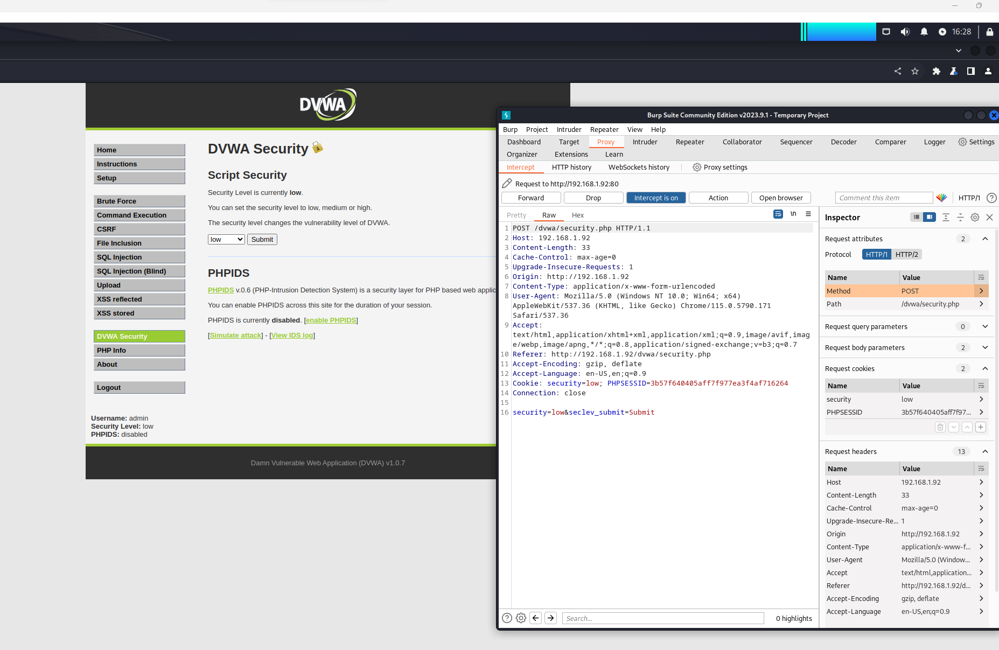 16:28
DVWA
Home
Instructions
Setup
Brute Force
Command Execution
CSRF
File Inclusion
SQL Injection
SQL Injection (Blind)
Upload
XSS reflected
XSS stored
DVWA Security
PHP Info
About
Logout
Username: admin
Security Level: low
PHPIDS: disabled
DVWA Security
Script Security
Security Level is currently low.
You can set the security level to low, medium or high.
The security level changes the vulnerability level of DVWA.
low Submit
PHPIDS
PHPIDS v.0.6 (PHP-Intrusion Detection System) is a security layer for PHP based web applic
You can enable PHPIDS across this site for the duration of your session.
PHPIDS is currently disabled. [enable PHPIDS]
[Simulate attack] - [View IDS log]
Damn Vulnerable Web Application (DVWA) v1.0.7
Burp Suite Community Edition v2023.9.1 - Temporary Project
Burp Project Intruder Repeater View Help
Dashboard Target Proxy Intruder Repeater Collaborator Sequencer Decoder Comparer Logger Settings
Organizer Extensions Learn
Intercept HTTP history WebSockets history Proxy settings
Request to http://192.168.1.92:80
Forward Drop Intercept is on Action Open browser Comment this item HTTP/1 ?
Pretty Raw Hex \n
1 POST /dvwa/security.php HTTP/1.1
2 Host: 192.168.1.92
3 Content-Length: 33
4 Cache-Control: max-age=0
5 Upgrade-Insecure-Requests: 1
6 Origin: http://192.168.1.92
7 Content-Type: application/x-www-form-urlencoded
8 User-Agent: Mozilla/5.0 (Windows NT 10.0; Win64; x64)
AppleWebKit/537.36 (KHTML, like Gecko) Chrome/115.0.5790.171
Safari/537.36
9 Accept:
text/html,application/xhtml+xml,application/xml;q=0.9,image/avif,imag
e/webp,image/apng,*/*;q=0.8,application/signed-exchange;v=b3;q=0.7
10 Referer: http://192.168.1.92/dvwa/security.php
11 Accept-Encoding: gzip, deflate
12 Accept-Language: en-US,en;q=0.9
13 Cookie: security=low; PHPSESSID=3b57f640405aff7f977ea3f4af716264
14 Connection: close
15
16 security=low&seclev_submit=Submit
? Search... 0 highlights
Inspector
Request attributes 2
Protocol HTTP/1 HTTP/2
Name Value
Method POST
Path /dvwa/security.php
Request query parameters 0
Request body parameters 2
Request cookies 2
Name Value
security low
PHPSESSID 3b57f640405aff7f97...
Request headers 13
Name Value
Host 192.168.1.92
Content-Length 33
Cache-Control max-age=0
Upgrade-Insecure-Re... 1
Origin http://192.168.1.92
Content-Type application/x-www-f...
User-Agent Mozilla/5.0 (Window...
Accept text/html,application...
Referer http://192.168.1.92/d...
Accept-Encoding gzip, deflate
Accept-Language en-US,en;q=0.9